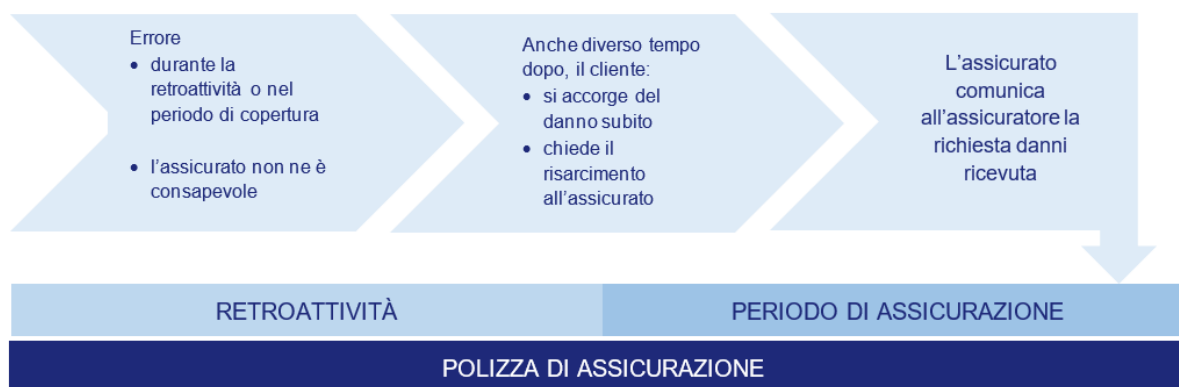 Errore
• durante la
retroattività o nel
periodo di copertura
• l'assicurato non ne è
consapevole
Anche diverso tempo
dopo, il cliente:
• si accorge del
danno subito
• chiede il
risarcimento
all'assicurato
L'assicurato
comunica
all'assicuratore la
richiesta danni
ricevuta
RETROATTIVITÀ
PERIODO DI ASSICURAZIONE
POLIZZA DI ASSICURAZIONE